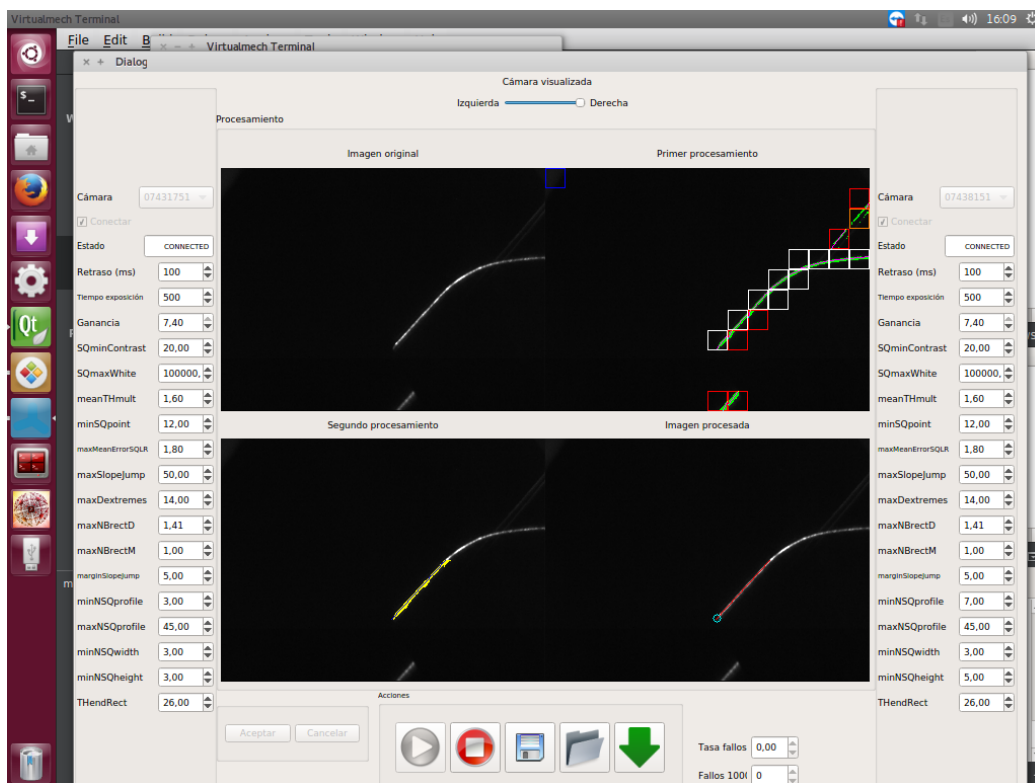 Virtualmech Terminal
16:09
File Edit B
Virtualmech Terminal
Dialog
Cámara visualizada
Izquierda Derecha
Procesamiento
Imagen original
Primer procesamiento
Segundo procesamiento
Imagen procesada
Cámara 07431751
Conectar
Estado CONNECTED
Retraso (ms) 100
Tiempo exposición 500
Ganancia 7,40
SQminContrast 20,00
SQmaxWhite 100000,
meanTHmult 1,60
minSQpoint 12,00
maxMeanErrorSQLR 1,80
maxSlopeJump 50,00
maxDextremes 14,00
maxNBrectD 1,41
maxNBrectM 1,00
marginSlopeJump 5,00
minNSQprofile 3,00
maxNSQprofile 45,00
minNSQwidth 3,00
minNSQheight 3,00
THendRect 26,00
Cámara 07438151
Conectar
Estado CONNECTED
Retraso (ms) 100
Tiempo exposición 500
Ganancia 7,40
SQminContrast 20,00
SQmaxWhite 100000,
meanTHmult 1,60
minSQpoint 12,00
maxMeanErrorSQLR 1,80
maxSlopeJump 50,00
maxDextremes 14,00
maxNBrectD 1,41
maxNBrectM 1,00
marginSlopeJump 5,00
minNSQprofile 7,00
maxNSQprofile 45,00
minNSQwidth 3,00
minNSQheight 5,00
THendRect 26,00
Aceptar Cancelar
Acciones
Tasa fallos 0,00
Fallos 100( 0
Qt